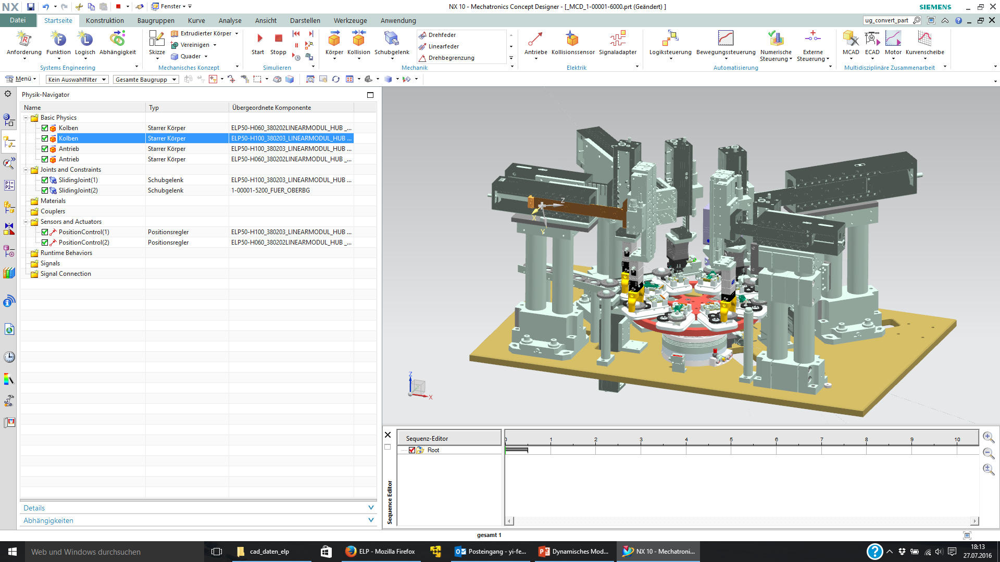 NX Fenster NX 10 - Mechatronics Concept Designer - [_MCD_1-00001-6000.prt (Geändert) ] SIEMENS
Datei Startseite Konstruktion Baugruppen Kurve Analyse Ansicht Darstellen Werkzeuge Anwendung ug_convert_part
Anforderung Funktion Logisch Abhängigkeit
Systems Engineering
Skizze Extrudierter Körper
Vereinigen
Quader
Mechanisches Konzept
Start Stopp
Simulieren
Körper Kollision Schubgelenk
Drehfeder
Linearfeder
Drehbegrenzung
Mechanik
Antriebe Kollisionssensor Signaladapter
Elektrik
Logiksteuerung Bewegungssteuerung Numerische Steuerung Externe Steuerung
Automatisierung
MCAD ECAD Motor Kurvenscheibe
Multidisziplinäre Zusammenarbeit
Menü Kein Auswahlfilter Gesamte Baugrupp
Physik-Navigator
Name Typ Übergeordnete Komponente
Basic Physics
Kolben Starrer Körper ELP50-H060_380202LINEARMODUL_HUB _...
Kolben Starrer Körper ELP50-H100_380203_LINEARMODUL_HUB ...
Antrieb Starrer Körper ELP50-H100_380203_LINEARMODUL_HUB ...
Antrieb Starrer Körper ELP50-H060_380202LINEARMODUL_HUB _...
Joints and Constraints
SlidingJoint(1) Schubgelenk ELP50-H100_380203_LINEARMODUL_HUB ...
SlidingJoint(2) Schubgelenk 1-00001-5200_FUER_OBERBG
Materials
Couplers
Sensors and Actuators
PositionControl(1) Positionsregler ELP50-H100_380203_LINEARMODUL_HUB ...
PositionControl(2) Positionsregler ELP50-H060_380202LINEARMODUL_HUB _...
Runtime Behaviors
Signals
Signal Connection
Details
Abhängigkeiten
Z
X
Y
Z
X
Sequence Editor
Sequenz-Editor
Root
0 1 2 3 4 5 6 7 8 9 10
gesamt 1
Web und Windows durchsuchen cad_daten_elp ELP - Mozilla Firefox Posteingang - yi-fe... Dynamisches Mod... NX 10 - Mechatroni...
18:13
27.07.2016